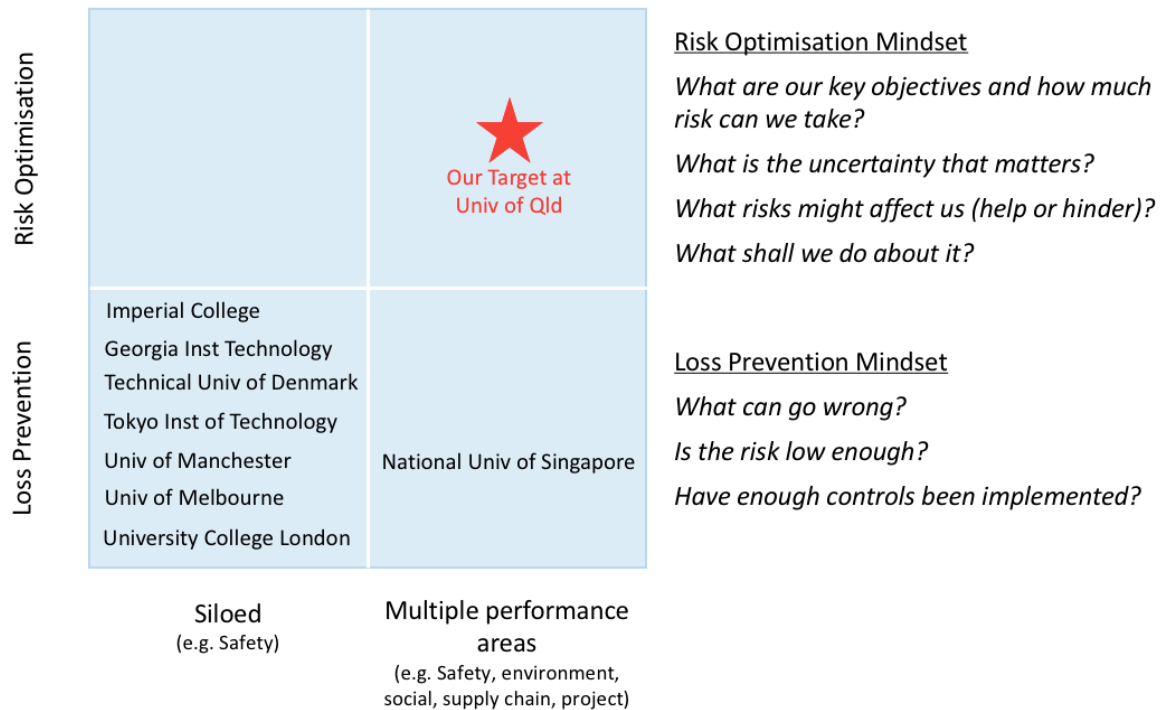 Risk Optimisation
Our Target at
Univ of Qld
Risk Optimisation Mindset
What are our key objectives and how much
risk can we take?
What is the uncertainty that matters?
What risks might affect us (help or hinder)?
What shall we do about it?
Loss Prevention
Imperial College
Georgia Inst Technology
Technical Univ of Denmark
Tokyo Inst of Technology
Univ of Manchester
Univ of Melbourne
University College London
National Univ of Singapore
Loss Prevention Mindset
What can go wrong?
Is the risk low enough?
Have enough controls been implemented?
Siloed
(e.g. Safety)
Multiple performance
areas
(e.g. Safety, environment,
social, supply chain, project)